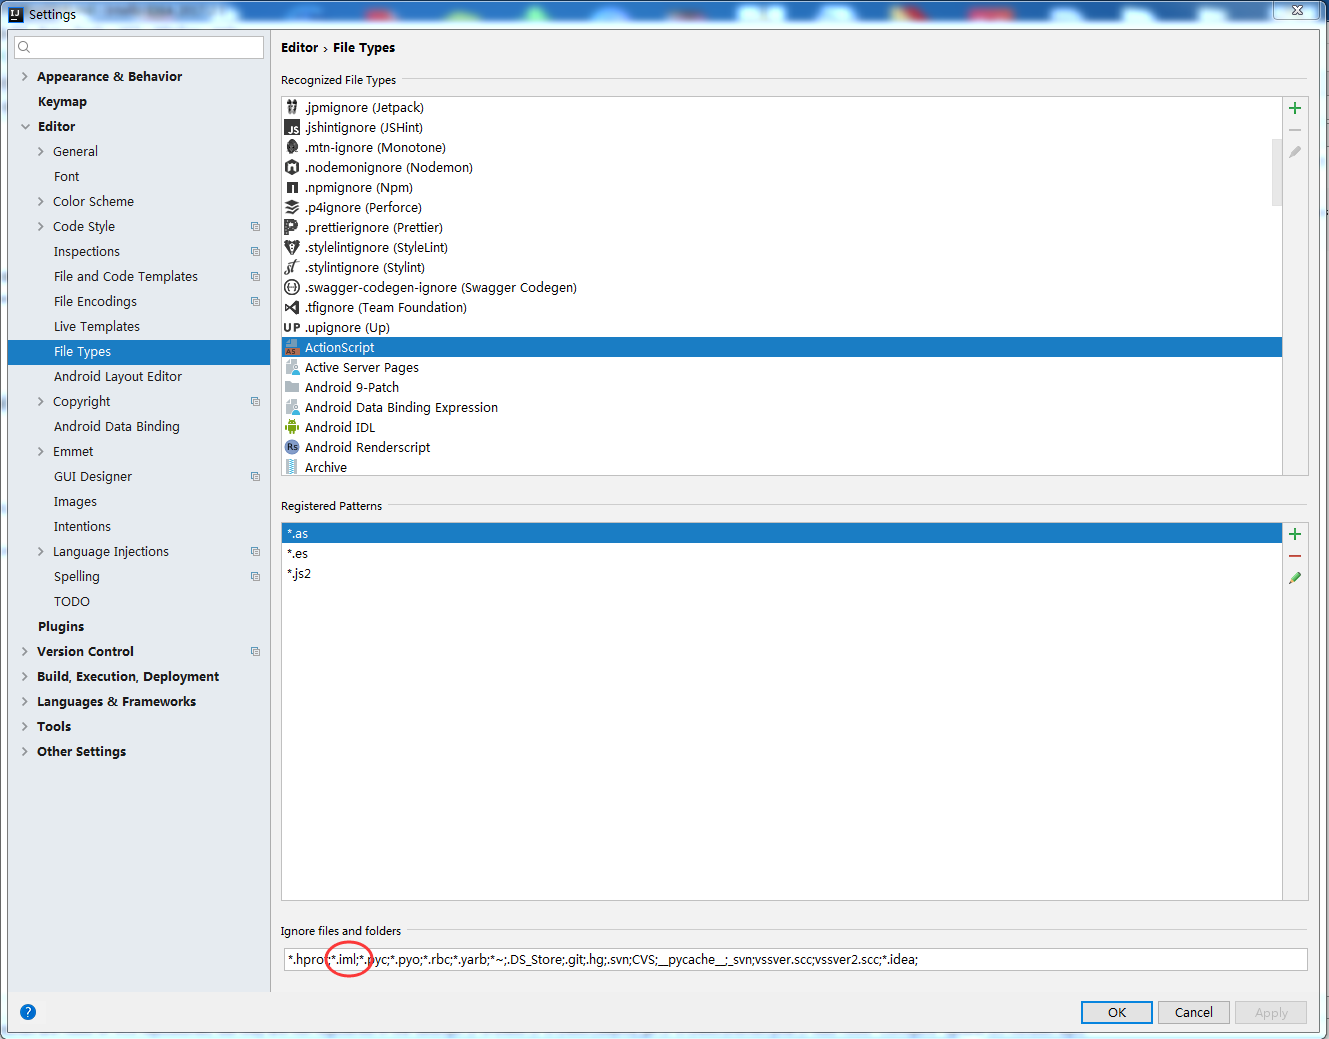 Settings
Appearance & Behavior
Keymap
Editor
General
Font
Color Scheme
Code Style
Inspections
File and Code Templates
File Encodings
Live Templates
File Types
Android Layout Editor
Copyright
Android Data Binding
Emmet
GUI Designer
Images
Intentions
Language Injections
Spelling
TODO
Plugins
Version Control
Build, Execution, Deployment
Languages & Frameworks
Tools
Other Settings
Editor › File Types
Recognized File Types
.jpmignore (Jetpack)
.jshintignore (JSHint)
.mtn-ignore (Monotone)
.nodemonignore (Nodemon)
.npmignore (Npm)
.p4ignore (Perforce)
.prettierignore (Prettier)
.stylelintignore (StyleLint)
.stylintignore (Stylint)
.swagger-codegen-ignore (Swagger Codegen)
.tfignore (Team Foundation)
UP .upignore (Up)
ActionScript
Active Server Pages
Android 9-Patch
Android Data Binding Expression
Android IDL
Android Renderscript
Archive
Registered Patterns
*.as
*.es
*.js2
Ignore files and folders
*.hprof;*.iml;*.pyc;*.pyo;*.rbc;*.yarb;*~;.DS_Store;.git;.hg;.svn;CVS;__pycache__;_svn;vssver.scc;vssver2.scc;*.idea;
?
OK
Cancel
Apply